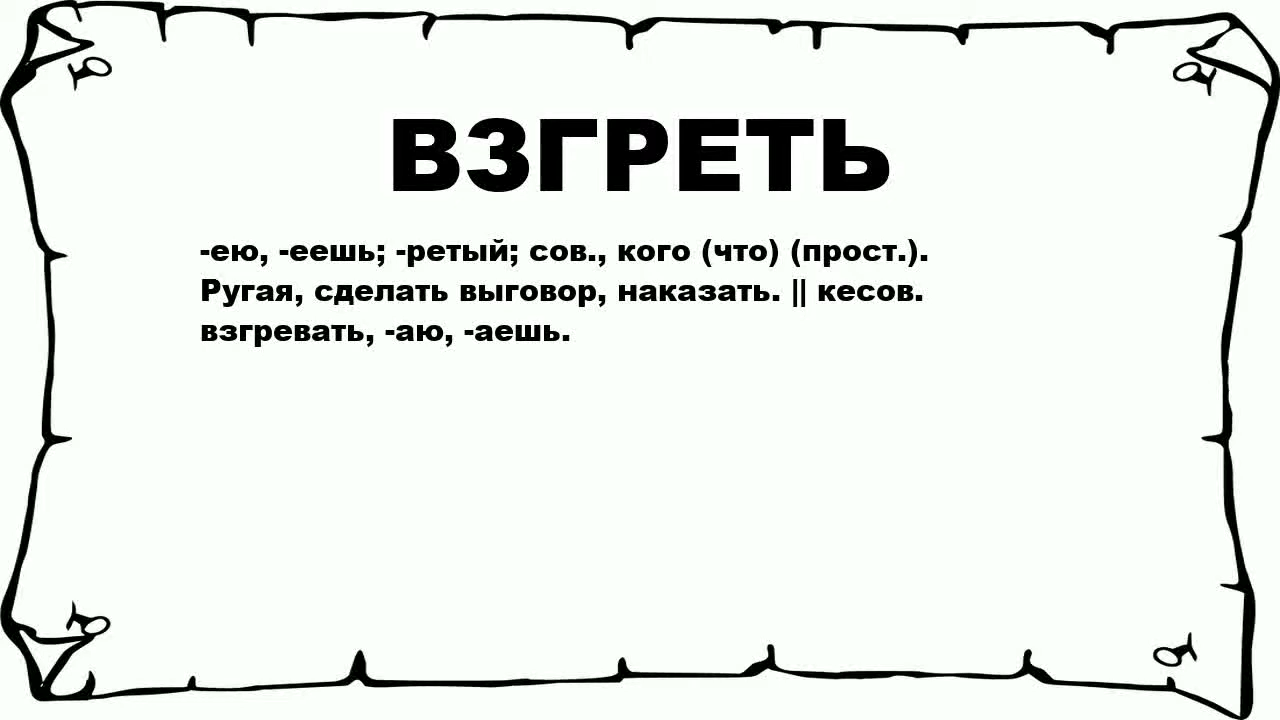 ВЗГРЕТЬ
-ею, -еешь; -ретый; сов., кого (что) (прост.).
Ругая, сделать выговор, наказать. || кесов.
взгревать, -аю, -аешь.